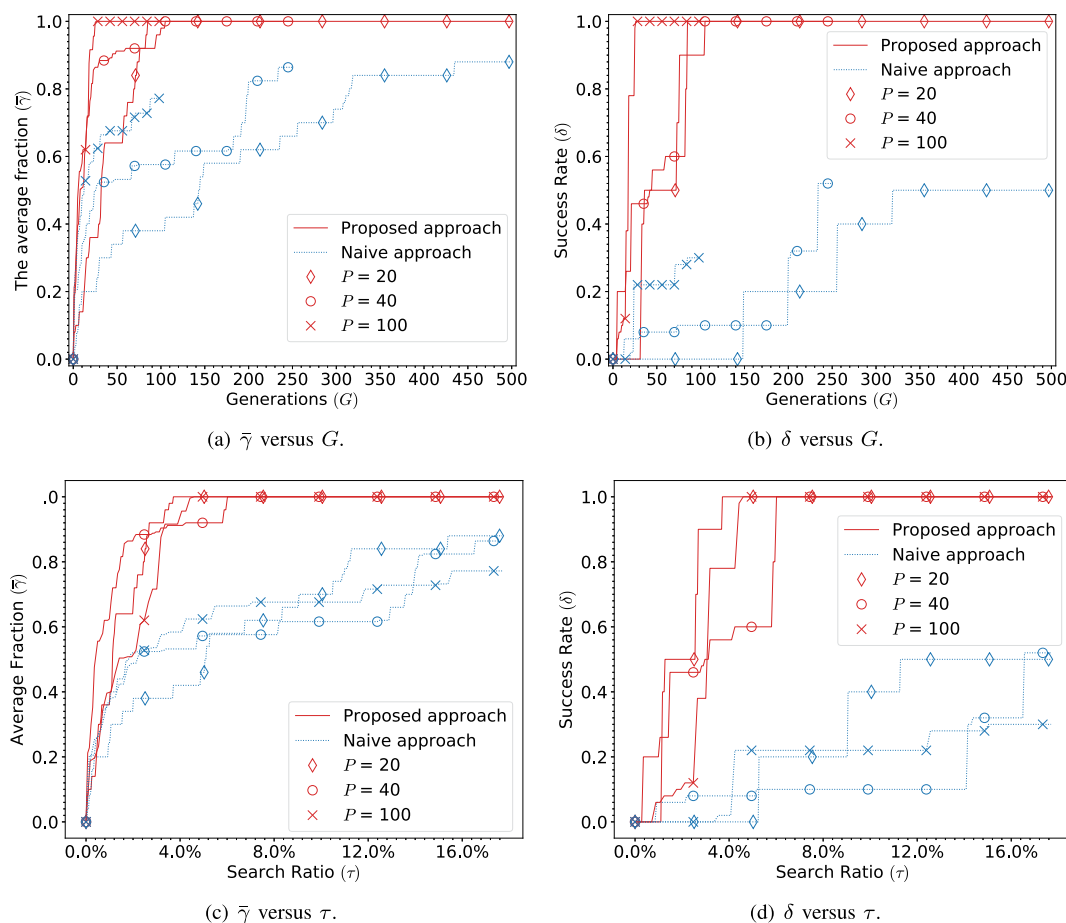 1.0
0.8
0.6
0.4
0.2
0.0
The average fraction (γ̄)
Proposed approach
Naive approach
P = 20
P = 40
P = 100
0 50 100 150 200 250 300 350 400 450 500
Generations (G)
(a) γ̄ versus G.
1.0
0.8
0.6
0.4
0.2
0.0
Success Rate (δ)
Proposed approach
Naive approach
P = 20
P = 40
P = 100
0 50 100 150 200 250 300 350 400 450 500
Generations (G)
(b) δ versus G.
.0
0.8
0.6
0.4
0.2
0.0
Average Fraction (γ̄)
Proposed approach
Naive approach
P = 20
P = 40
P = 100
0.0% 4.0% 8.0% 12.0% 16.0%
Search Ratio (τ)
(c) γ̄ versus τ.
.0
0.8
0.6
0.4
0.2
0.0
Success Rate (δ)
Proposed approach
Naive approach
P = 20
P = 40
P = 100
0.0% 4.0% 8.0% 12.0% 16.0%
Search Ratio (τ)
(d) δ versus τ.